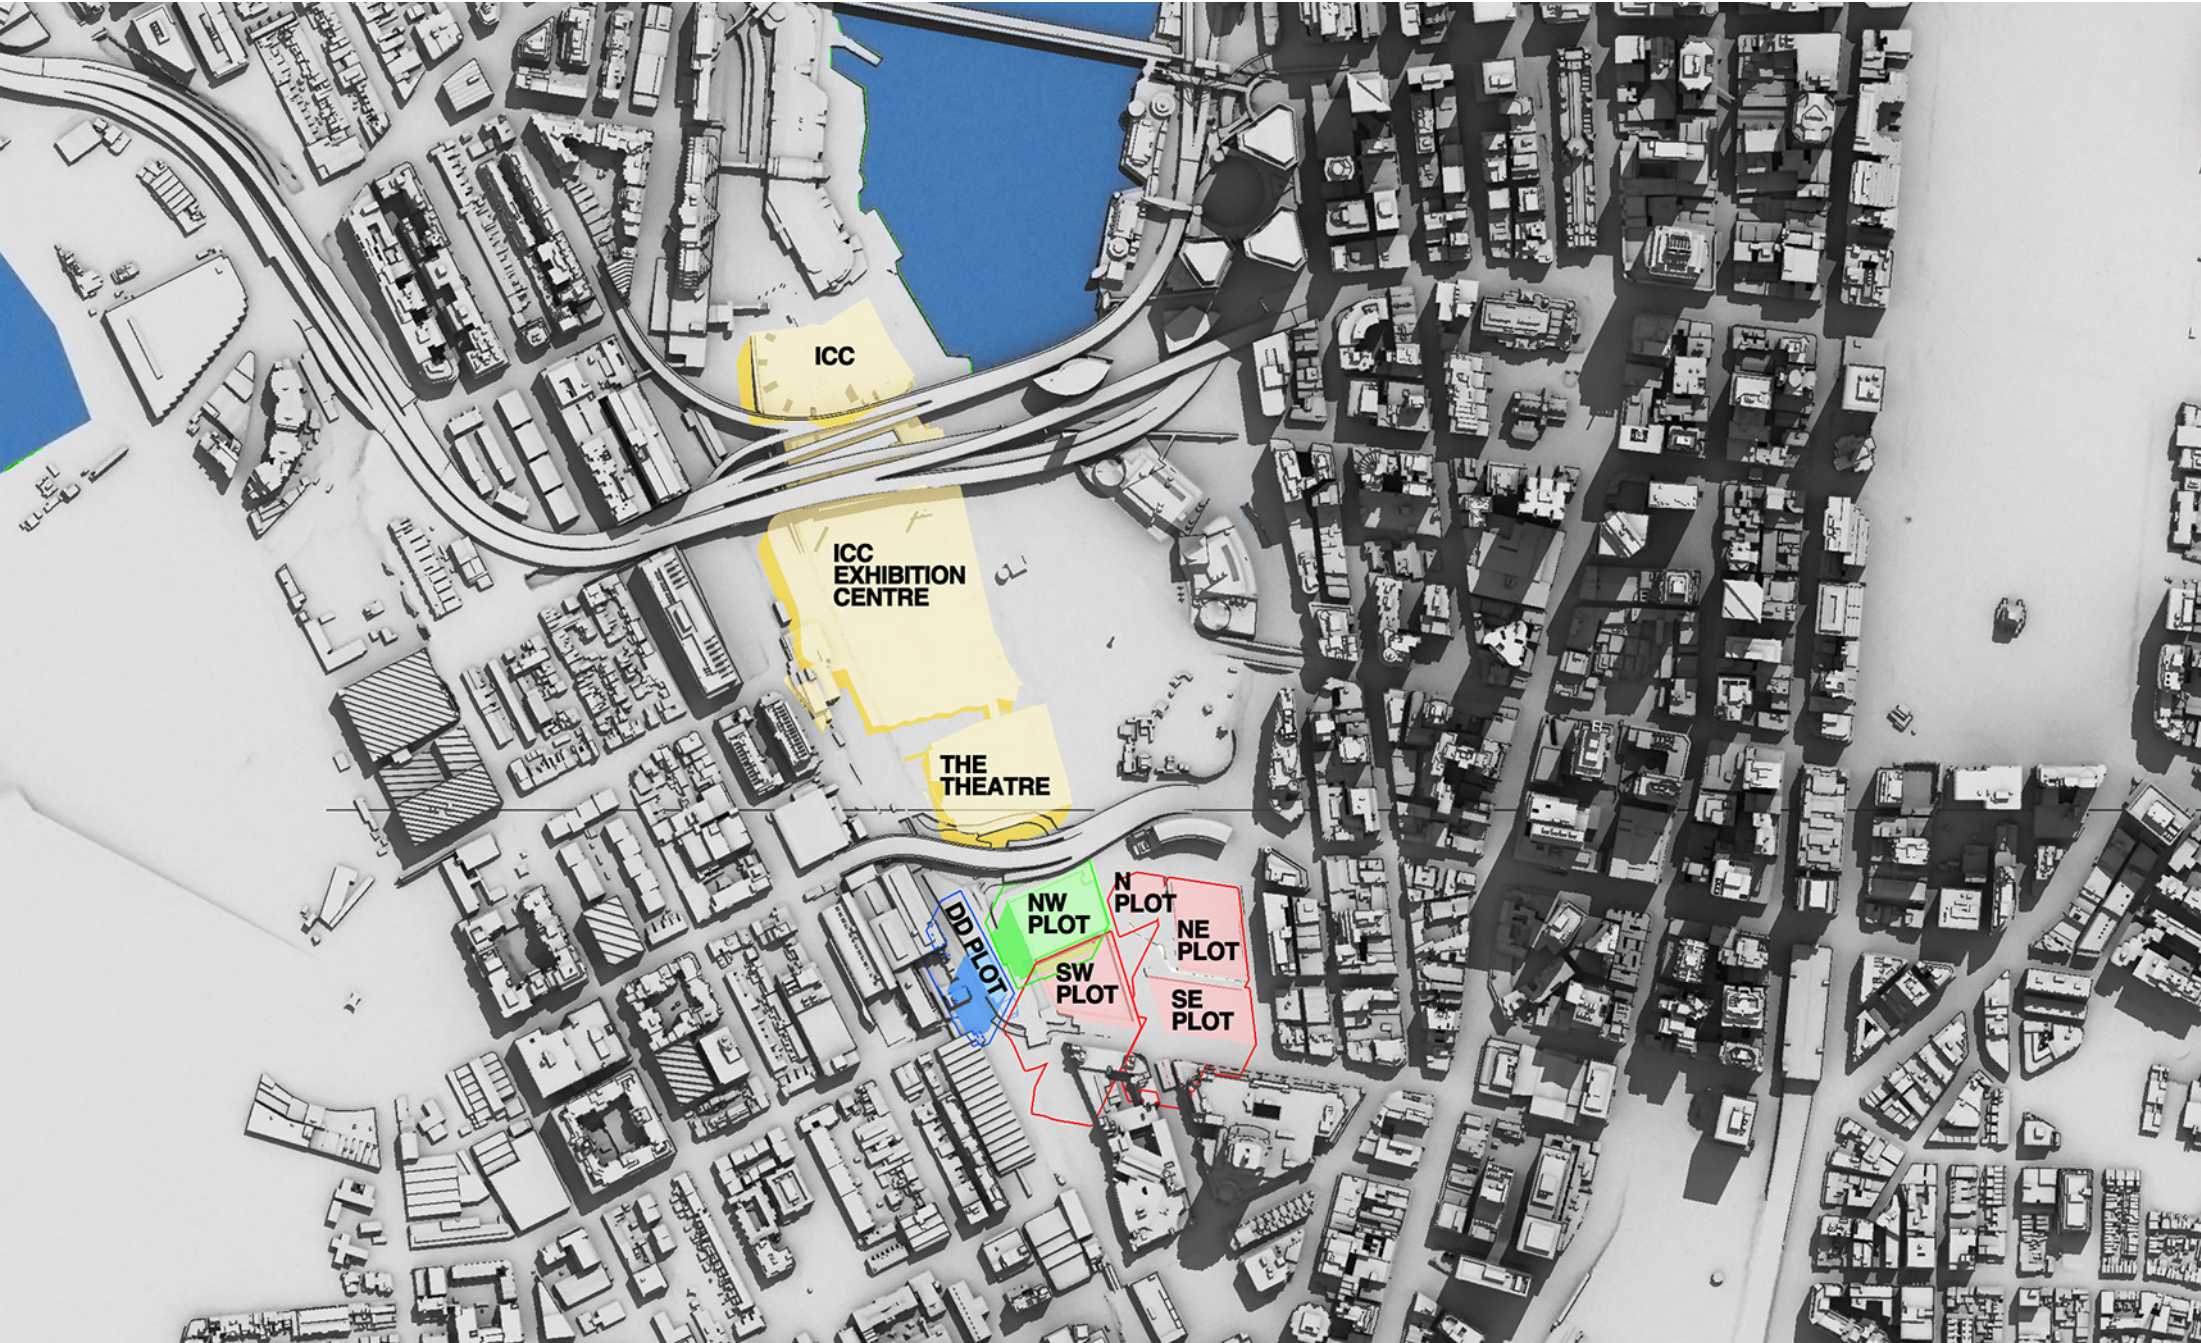 ICC
ICC
EXHIBITION
CENTRE
THE
THEATRE
DD PLOT
NW
PLOT
N
PLOT
NE
PLOT
SW
PLOT
SE
PLOT